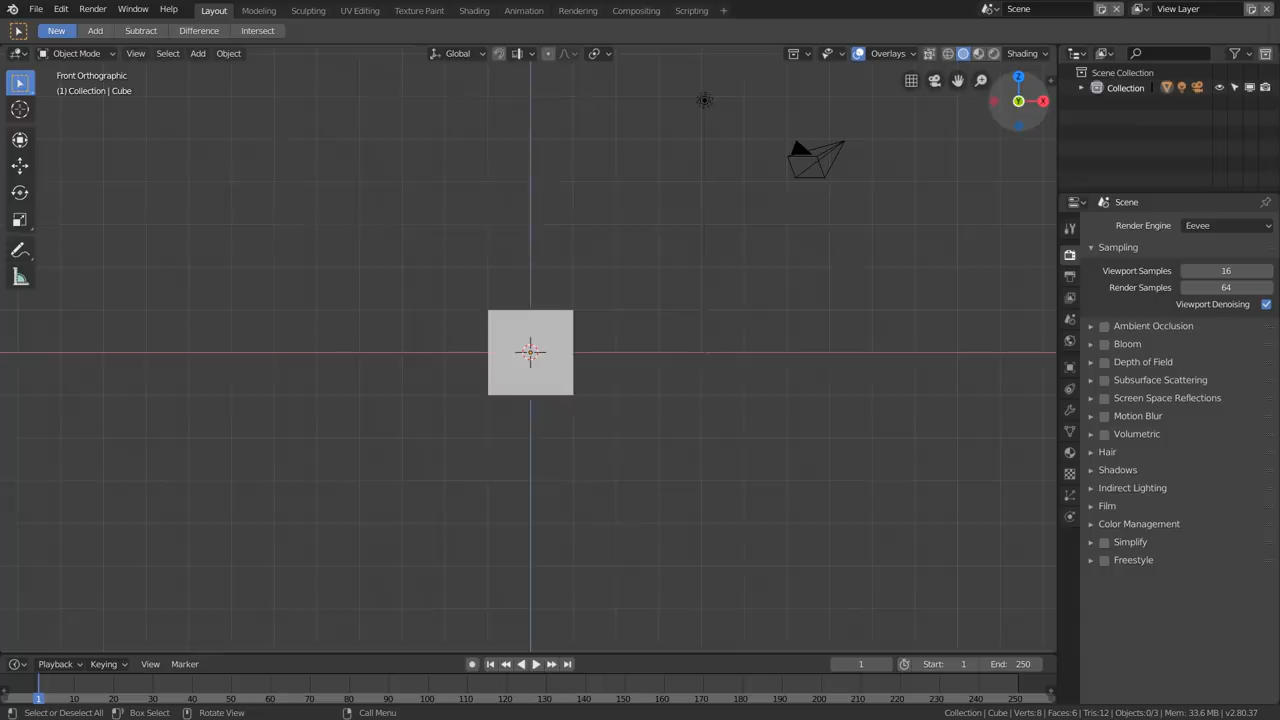 File Edit Render Window Help Layout Modeling Sculpting UV Editing Texture Paint Shading Animation Rendering Compositing Scripting + Scene View Layer
New Add Subtract Difference Intersect
Object Mode View Select Add Object Global Overlays Shading
Front Orthographic
(1) Collection | Cube
Z
Y
X
Scene Collection
Collection
Scene
Render Engine Eevee
Sampling
Viewport Samples 16
Render Samples 64
Viewport Denoising
Ambient Occlusion
Bloom
Depth of Field
Subsurface Scattering
Screen Space Reflections
Motion Blur
Volumetric
Hair
Shadows
Indirect Lighting
Film
Color Management
Simplify
Freestyle
Playback Keying View Marker 1 Start: 1 End: 250
1 10 20 30 40 50 60 70 80 90 100 110 120 130 140 150 160 170 180 190 200 210 220 230 240 250
Select or Deselect All Box Select Rotate View Call Menu Collection | Cube | Verts:8 | Faces:6 | Tris:12 | Objects:0/3 | Mem: 33.6 MB | v2.80.37